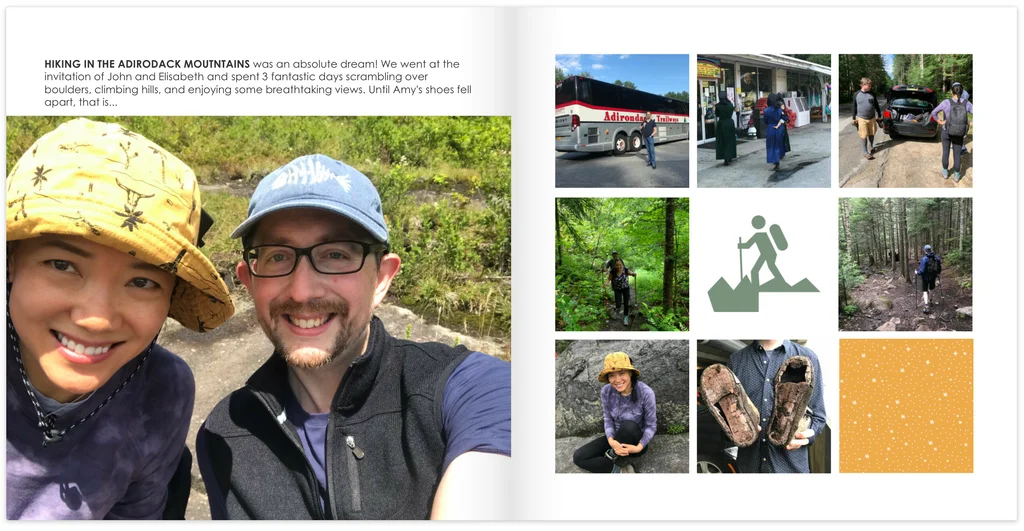 HIKING IN THE ADIRODACK MOUTNTAINS was an absolute dream! We went at the
invitation of John and Elisabeth and spent 3 fantastic days scrambling over
boulders, climbing hills, and enjoying some breathtaking views. Until Amy's shoes fell
apart, that is...
Adirondack Trailways